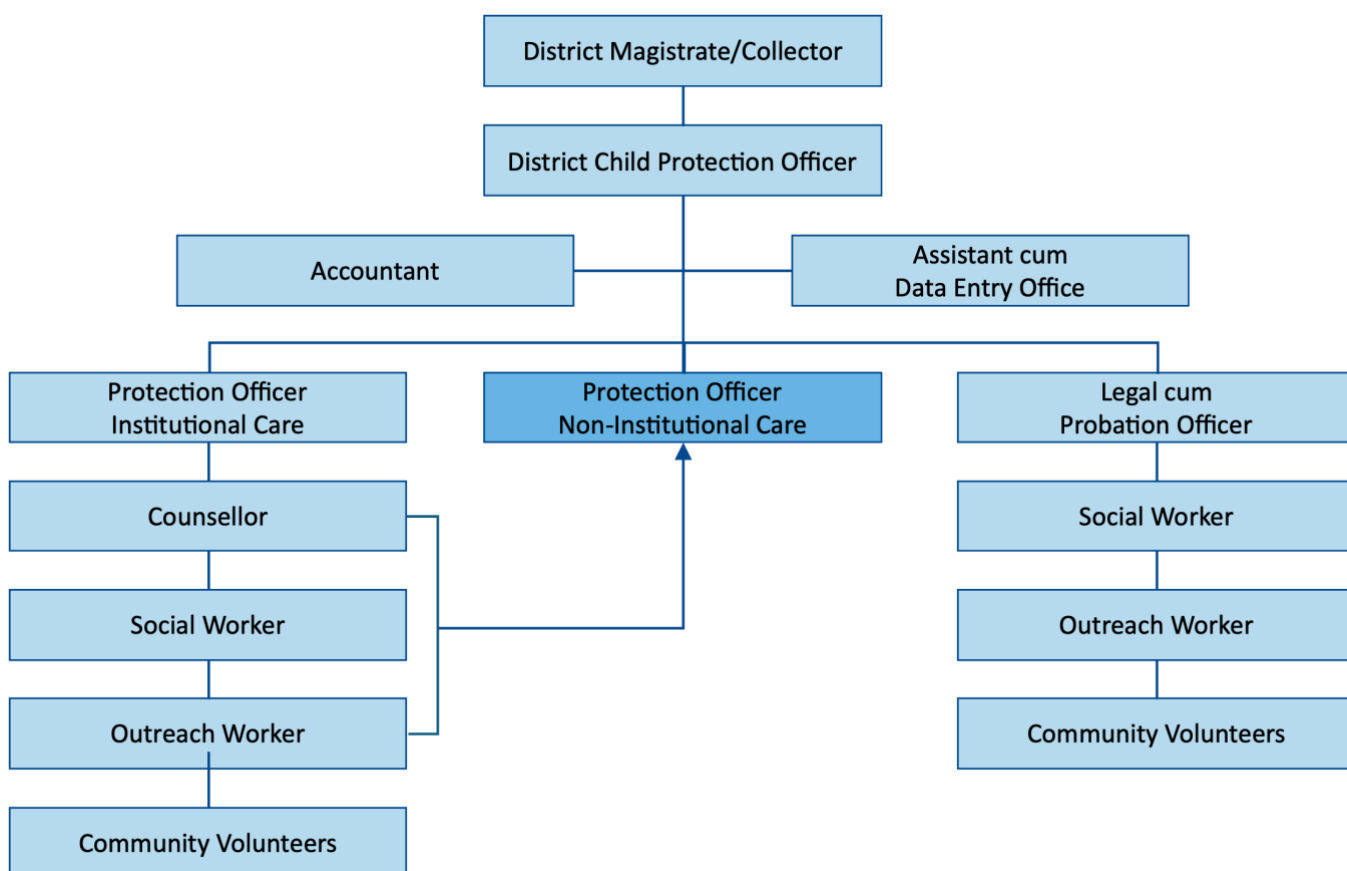 District Magistrate/Collector
District Child Protection Officer
Accountant
Assistant cum
Data Entry Office
Protection Officer
Institutional Care
Protection Officer
Non-Institutional Care
Legal cum
Probation Officer
Counsellor
Social Worker
Social Worker
Outreach Worker
Outreach Worker
Community Volunteers
Community Volunteers